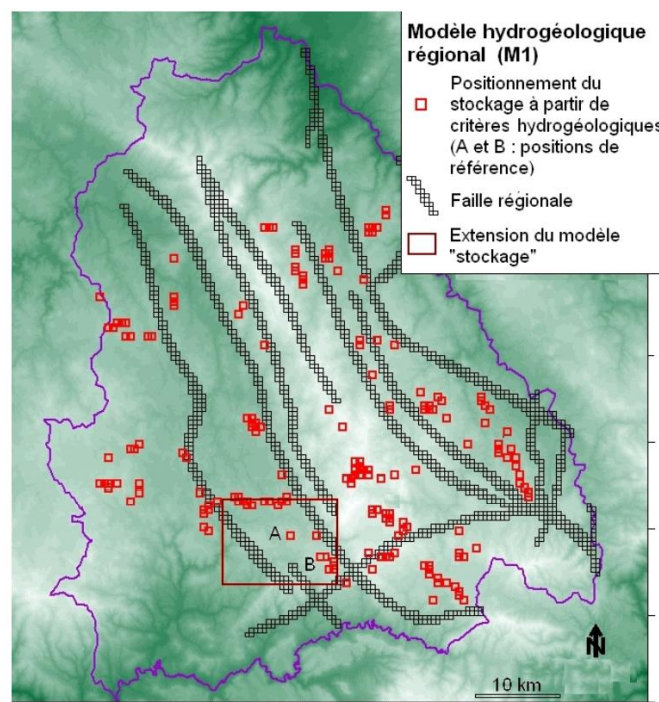 Modèle hydrogéologique
régional (M1)
Positionnement du
stockage à partir de
critères hydrogéologiques
(A et B : positions de
référence)
Faille régionale
Extension du modèle
"stockage"
A
B
N
10 km